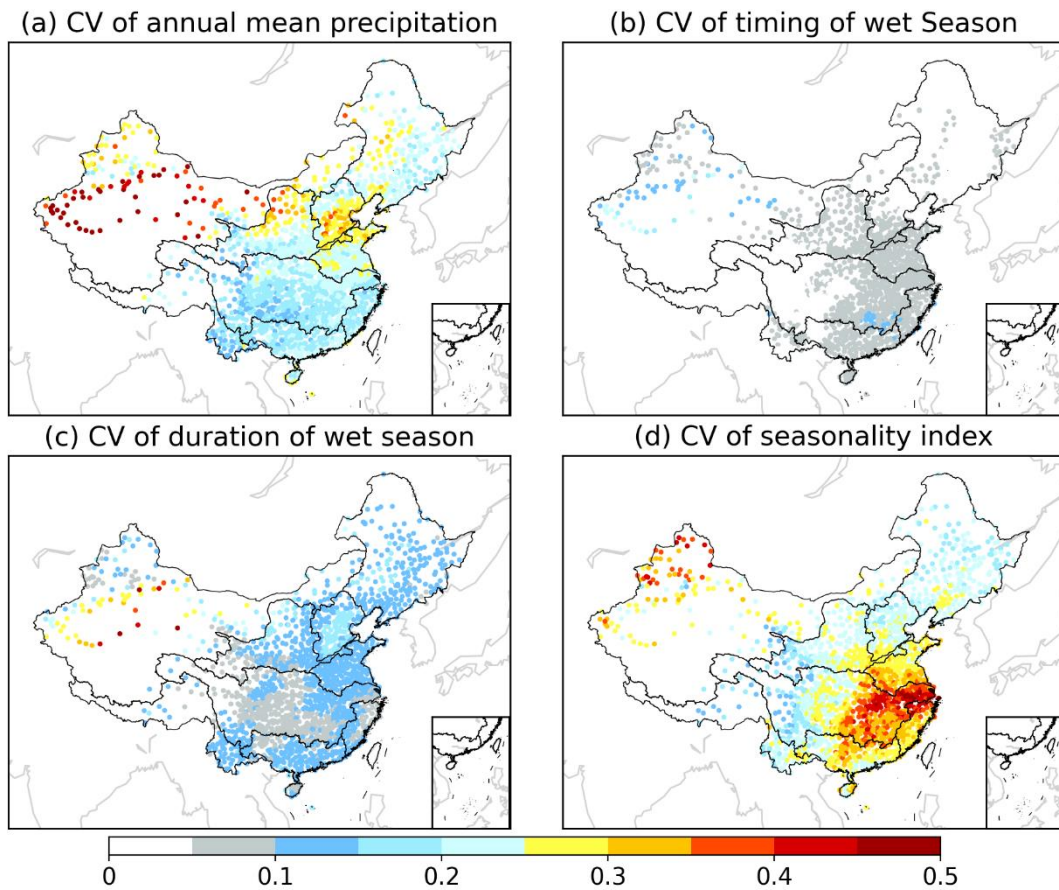 (a) CV of annual mean precipitation
(b) CV of timing of wet Season
(c) CV of duration of wet season
(d) CV of seasonality index
0 0.1 0.2 0.3 0.4 0.5